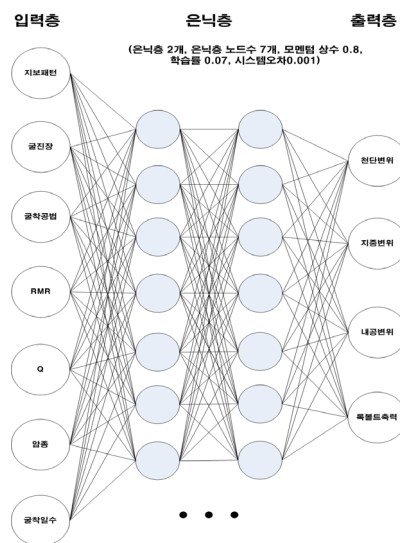 입력층
은닉층
출력층
(은닉층 2개, 은닉층 노드수 7개, 모멘텀 상수 0.8,
학습률 0.07, 시스템오차0.001)
지보패턴
굴진장
굴착공법
RMR
Q
암종
굴학일수
천단변위
지중변위
내공변위
록볼트축력